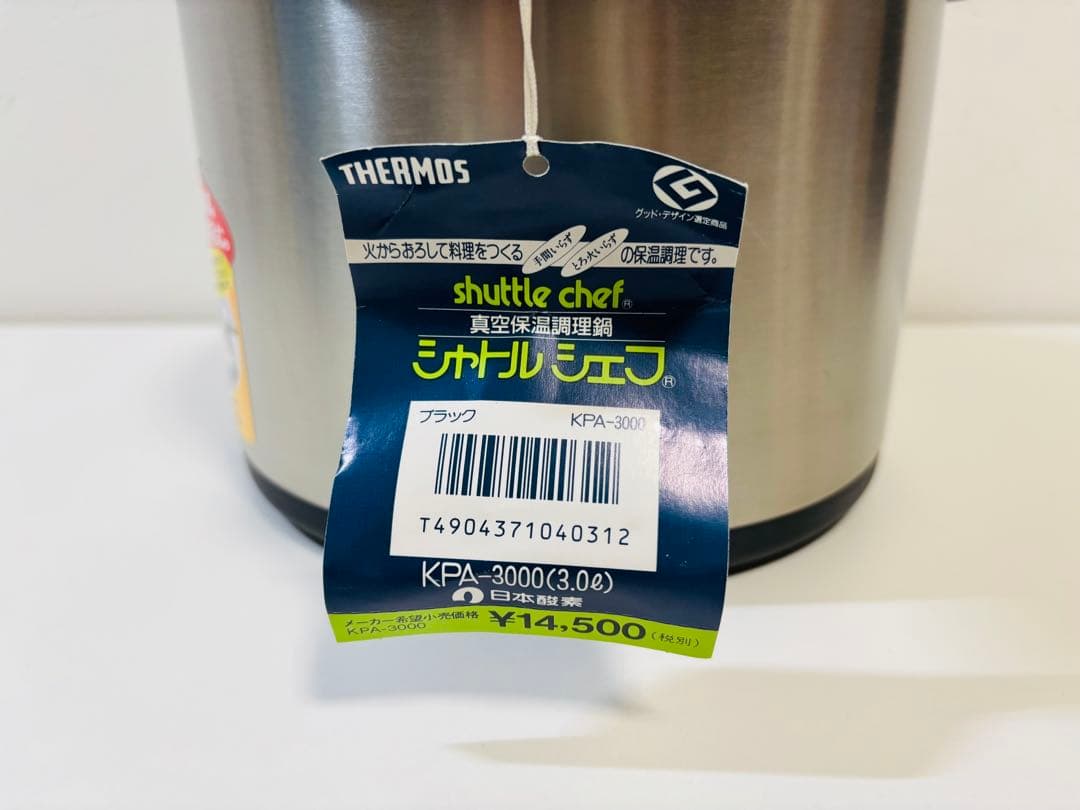 THERMOS
グッド・デザイン選定商品
火からおろして料理をつくる 手間いらず とろ火いらず の保温調理です。
shuttle chef®
真空保温調理鍋
シャトルシェフ®
ブラック KPA-3000
T4904371040312
KPA-3000(3.0ℓ)
日本酸素
メーカー希望小売価格
KPA-3000 ¥14,500(税別)